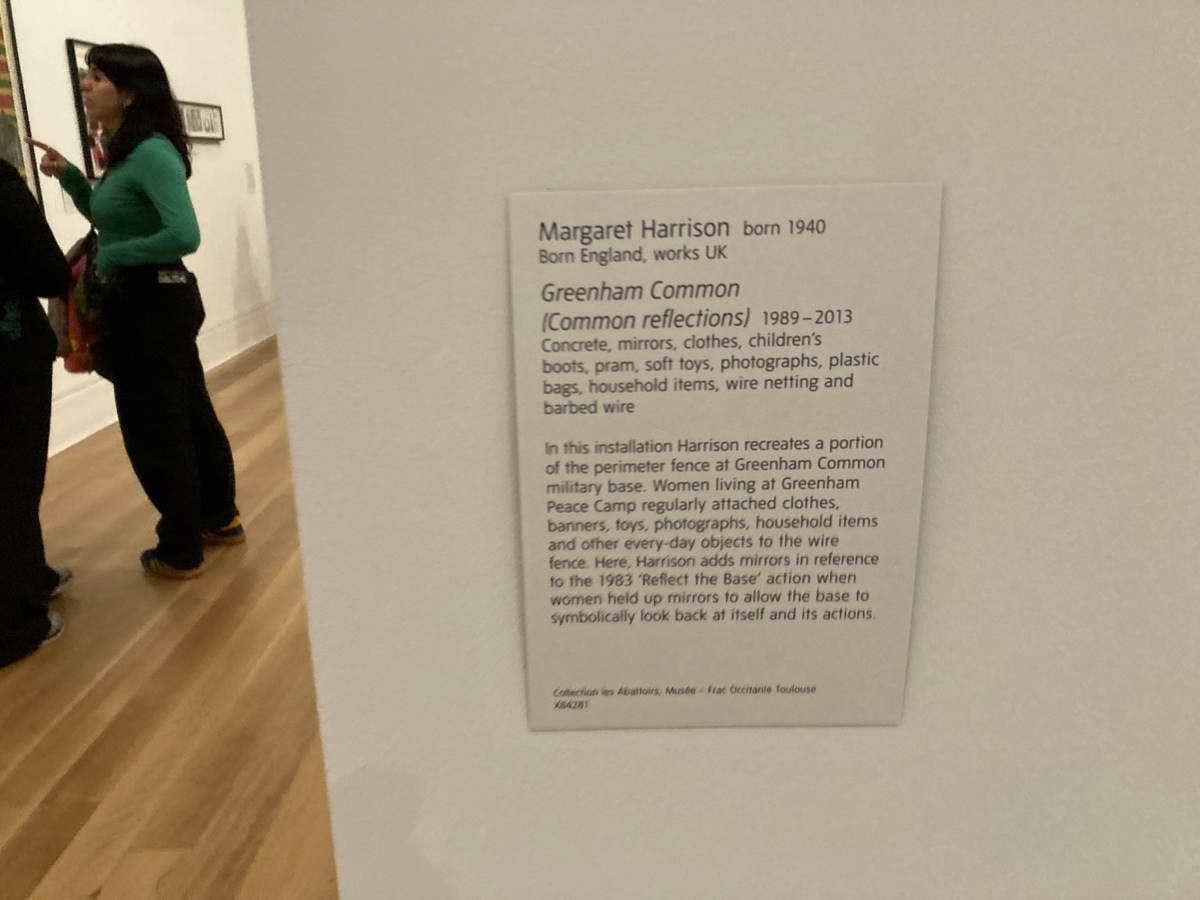 Margaret Harrison born 1940
Born England, works UK
Greenham Common
(Common reflections) 1989–2013
Concrete, mirrors, clothes, children's
boots, pram, soft toys, photographs, plastic
bags, household items, wire netting and
barbed wire
In this installation Harrison recreates a portion
of the perimeter fence at Greenham Common
military base. Women living at Greenham
Peace Camp regularly attached clothes,
banners, toys, photographs, household items
and other every-day objects to the wire
fence. Here, Harrison adds mirrors in reference
to the 1983 'Reflect the Base' action when
women held up mirrors to allow the base to
symbolically look back at itself and its actions.
Collection les Abattoirs, Musée – Frac Occitanie Toulouse
X84281